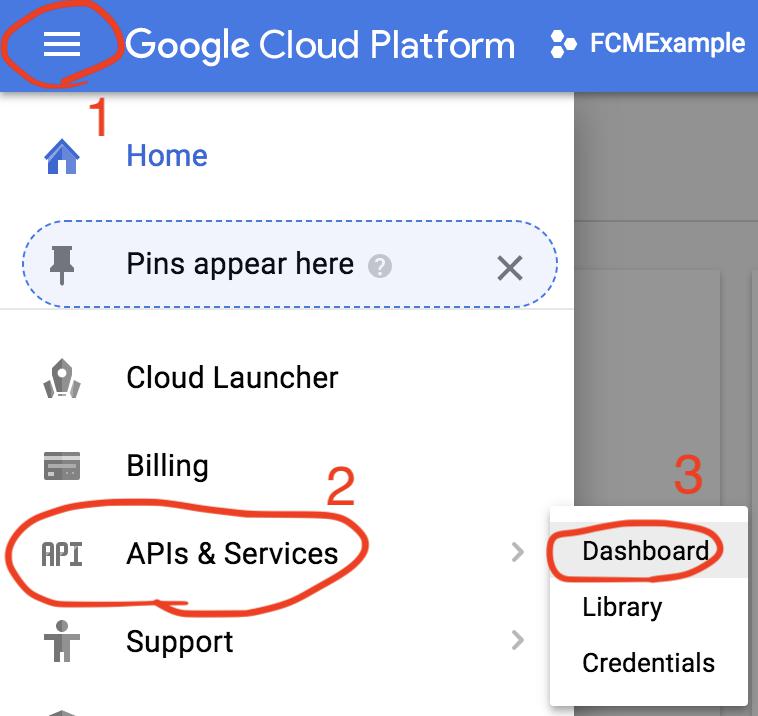 Google Cloud Platform FCMExample
1
Home
Pins appear here ?
Cloud Launcher
Billing
2
API APIs & Services
3
Dashboard
Library
Credentials
Support